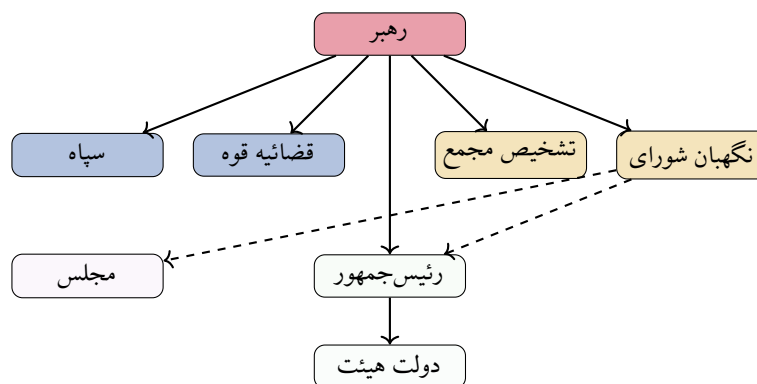 رهبر
نگهبان شورای
تشخیص مجمع
قضائیه قوه
سپاه
رئیس‌جمهور
مجلس
دولت هیئت